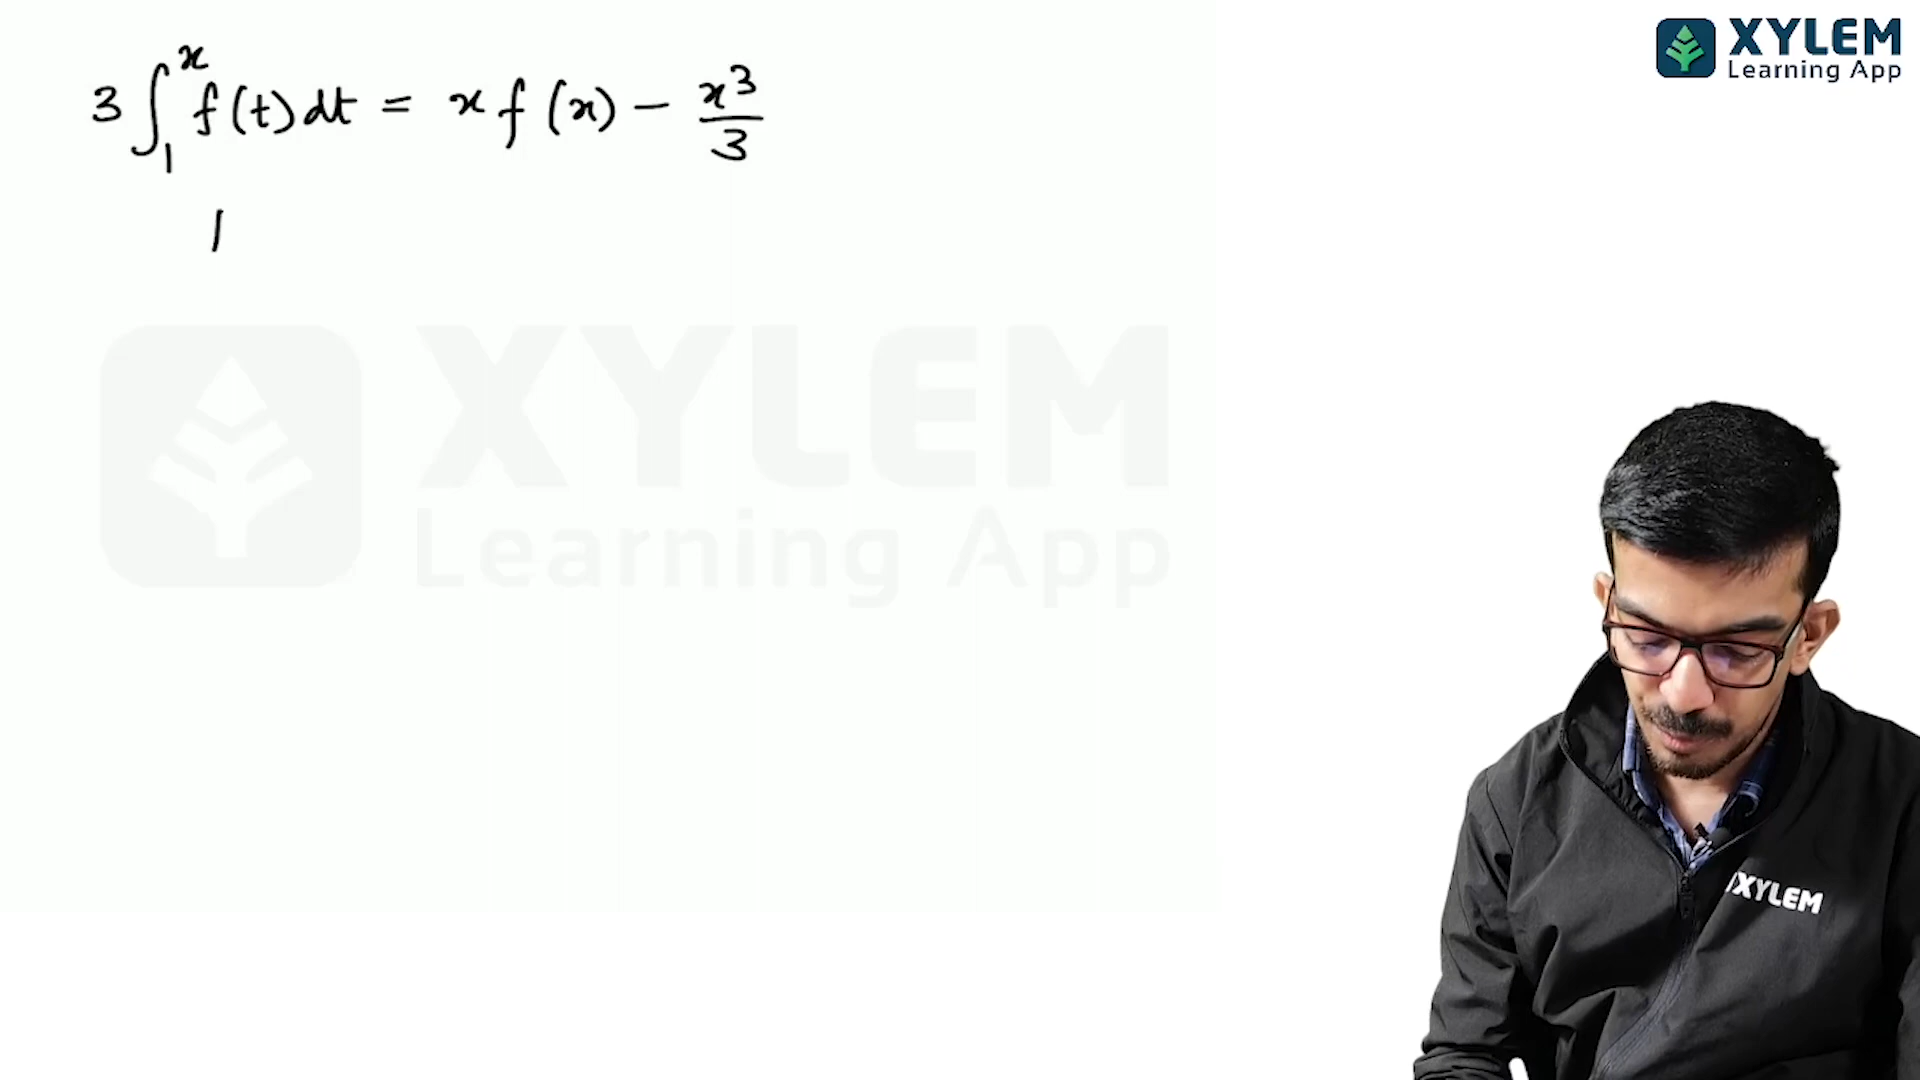 XYLEM
Learning App
3∫₁ˣ f(t)dt = x f(x) − x³/3
1
XYLEM
Learning App
XYLEM